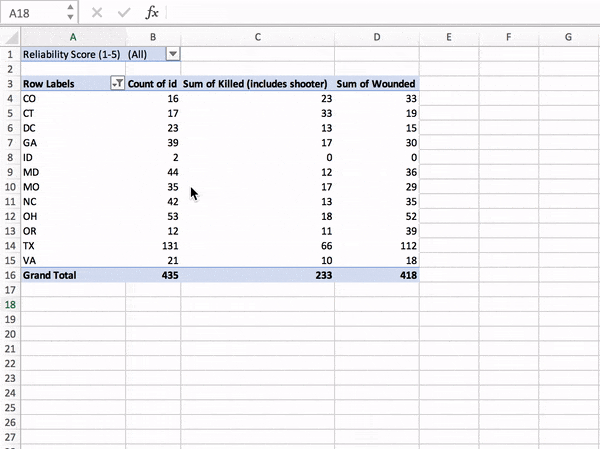 A18 fx
A B C D E F G
1 Reliability Score (1-5) (All)
2
3 Row Labels Count of id Sum of Killed (includes shooter) Sum of Wounded
4 CO 16 23 33
5 CT 17 33 19
6 DC 23 13 15
7 GA 39 17 30
8 ID 2 0 0
9 MD 44 12 36
10 MO 35 17 29
11 NC 42 13 35
12 OH 53 18 52
13 OR 12 11 39
14 TX 131 66 112
15 VA 21 10 18
16 Grand Total 435 233 418
17
18
19
20
21
22
23
24
25
26
27